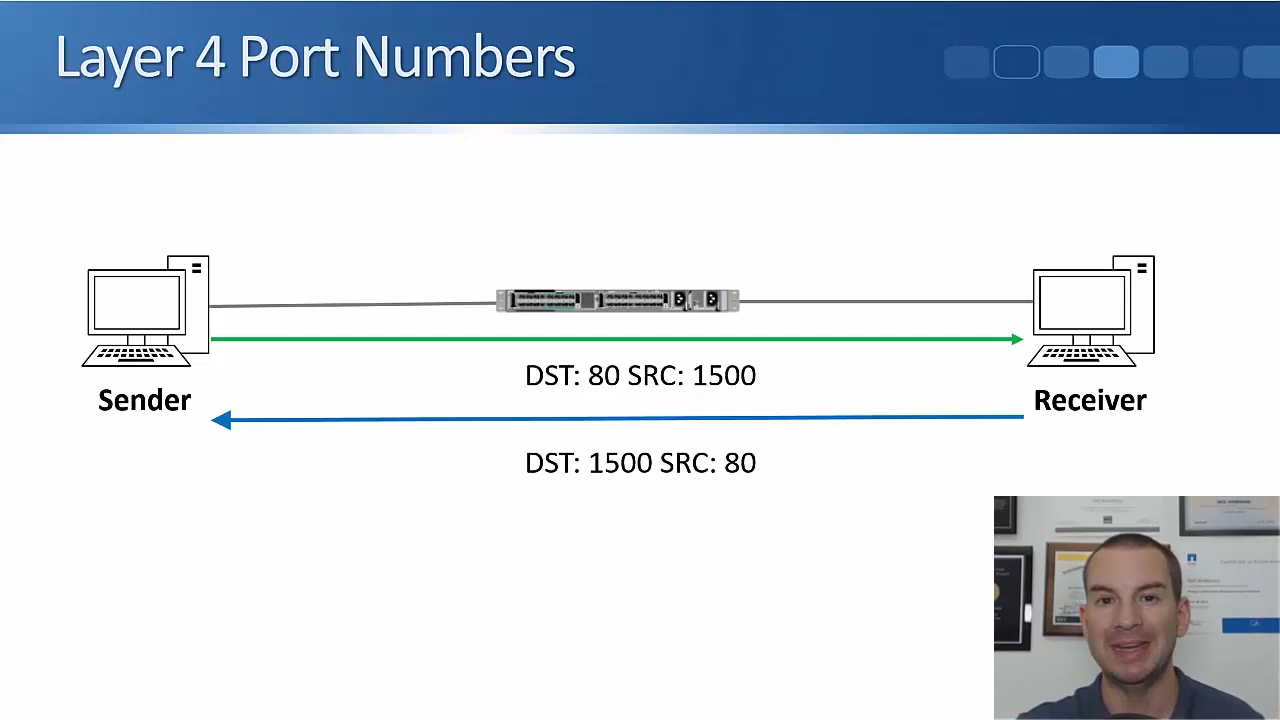 Layer 4 Port Numbers
DST: 80 SRC: 1500
Sender
Receiver
DST: 1500 SRC: 80